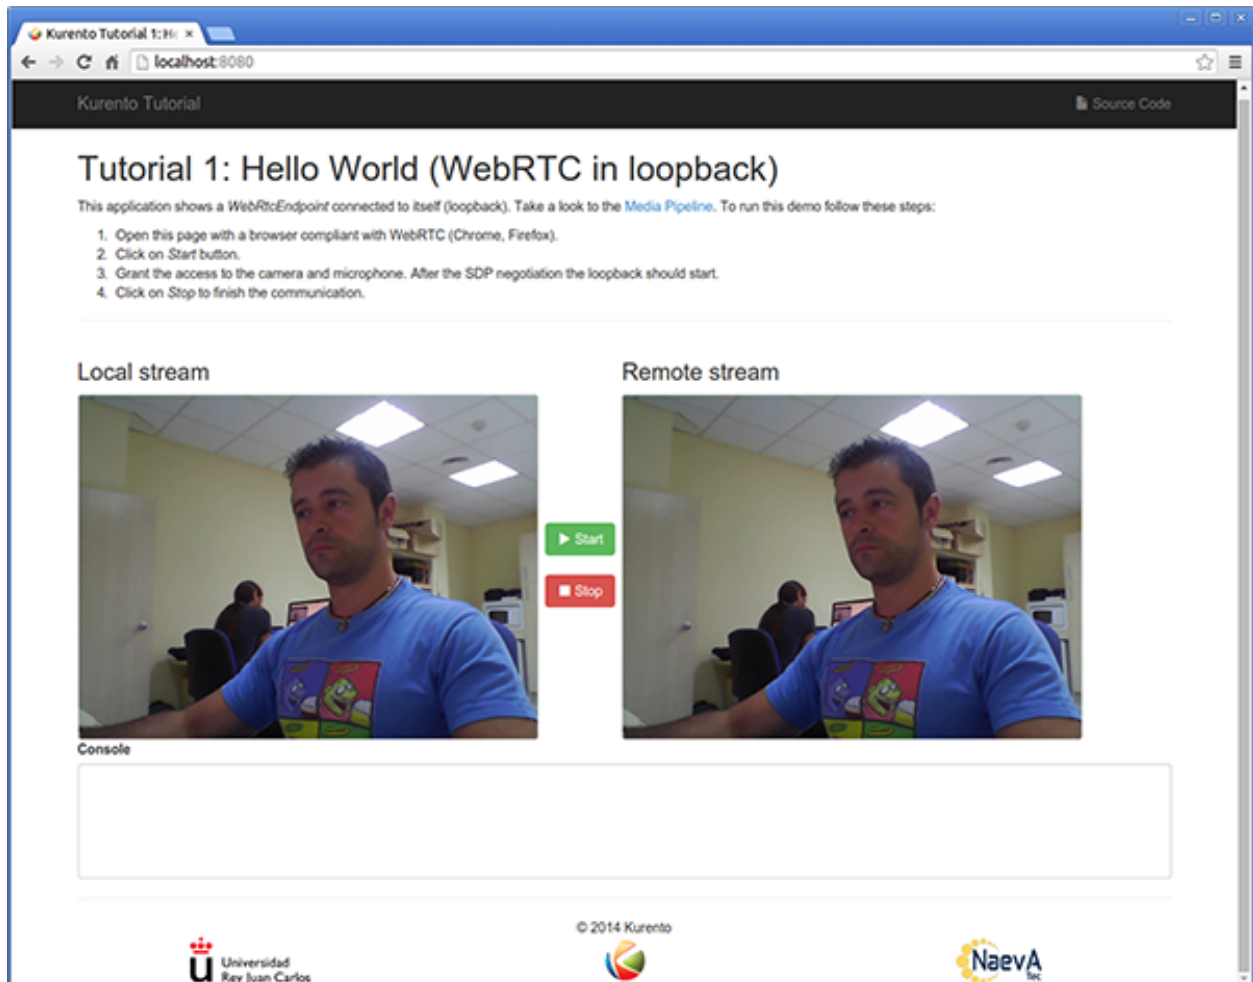 Kurento Tutorial 1: He
localhost:8080
Kurento Tutorial
Source Code
Tutorial 1: Hello World (WebRTC in loopback)
This application shows a WebRtcEndpoint connected to itself (loopback). Take a look to the Media Pipeline. To run this demo follow these steps:
1. Open this page with a browser compliant with WebRTC (Chrome, Firefox).
2. Click on Start button.
3. Grant the access to the camera and microphone. After the SDP negotiation the loopback should start.
4. Click on Stop to finish the communication.
Local stream
Remote stream
Start
Stop
Console
© 2014 Kurento
Universidad
Rey Juan Carlos
NaevA
Tec